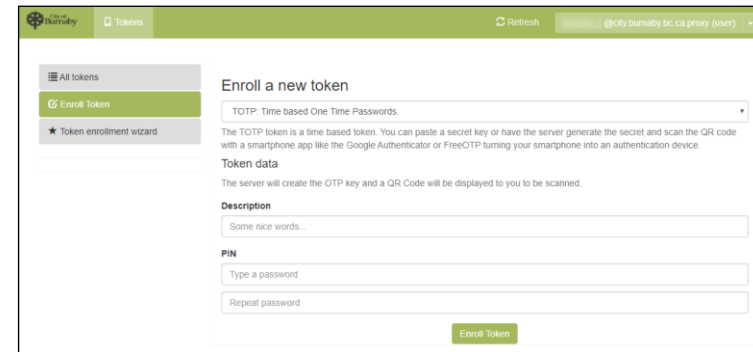 City of
Burnaby
Tokens
Refresh
@city.burnaby.bc.ca.proxy (user)
All tokens
Enroll Token
Token enrollment wizard
Enroll a new token
TOTP: Time based One Time Passwords.
The TOTP token is a time based token. You can paste a secret key or have the server generate the secret and scan the QR code
with a smartphone app like the Google Authenticator or FreeOTP turning your smartphone into an authentication device.
Token data
The server will create the OTP key and a QR Code will be displayed to you to be scanned.
Description
Some nice words...
PIN
Type a password
Repeat password
Enroll Token